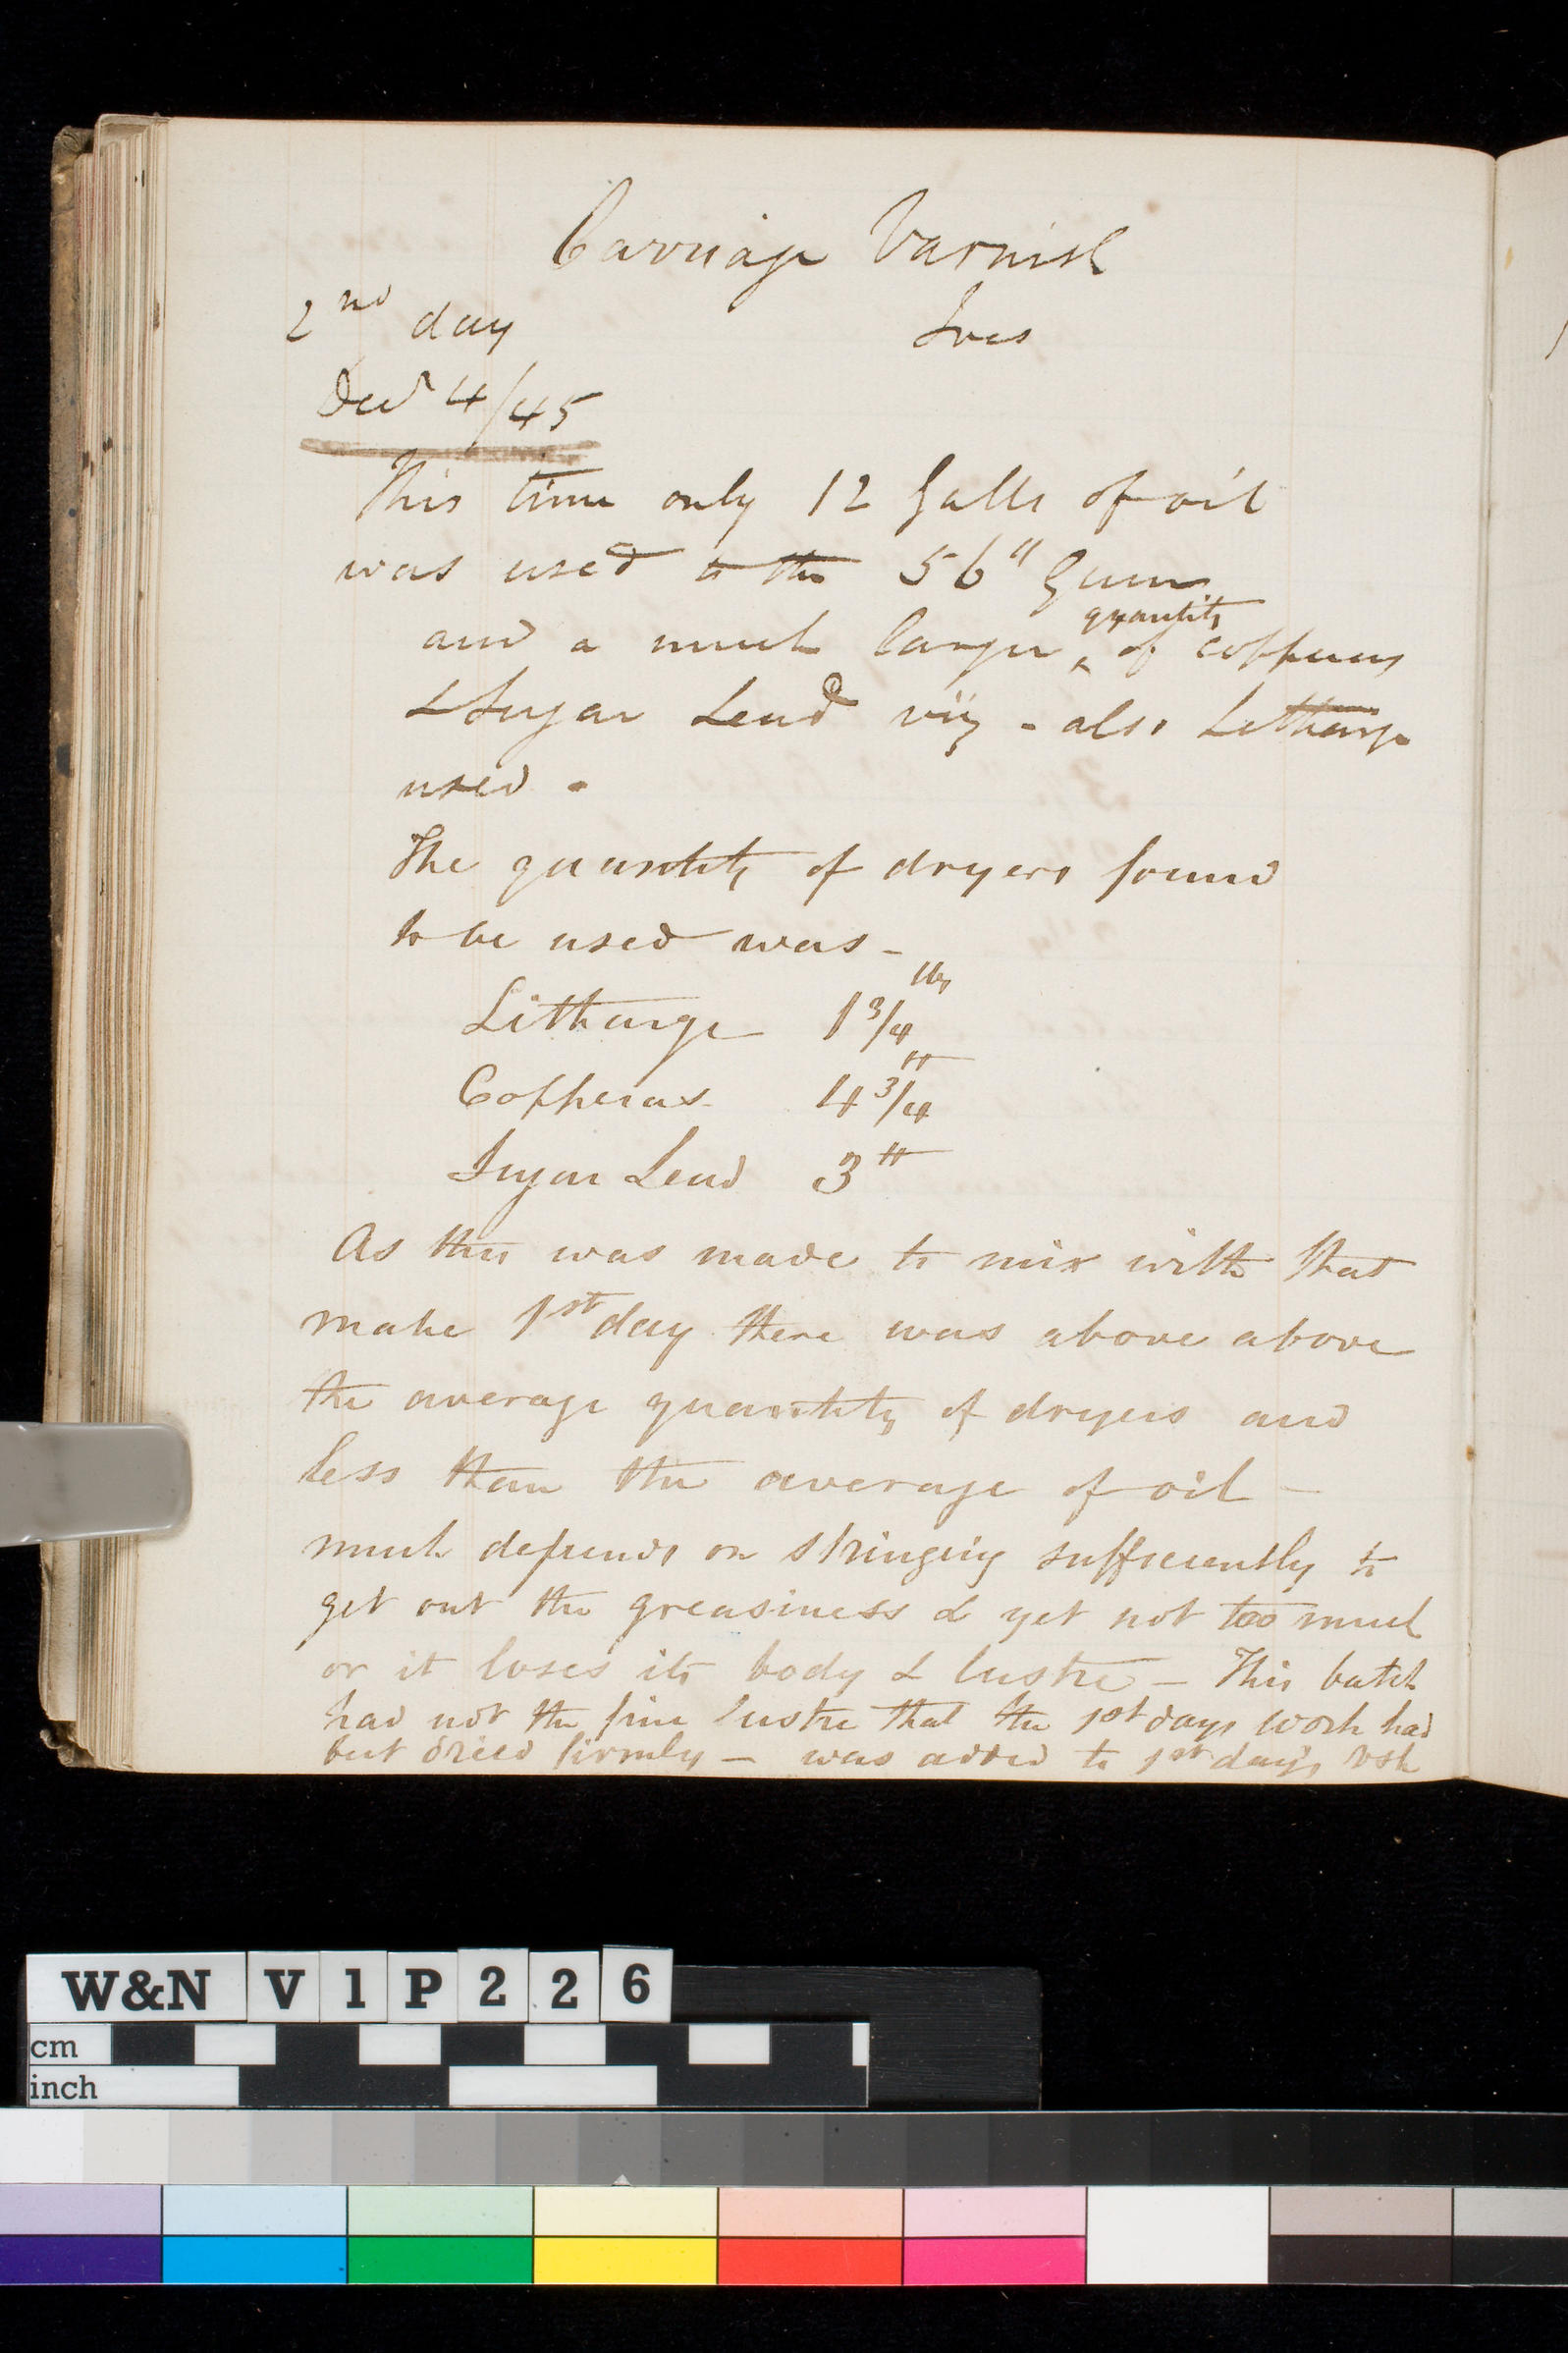 Carriage Varnish
2nd day Ives
Decr 4/45
This time only 12 Galls of oil
was used to the 56" Gum
and a much larger quantity of copperas
& Sugar Lead viz - also Litharge
used -
The quantity of dryers found
to be used was -
lbs
Litharge 1 3/4
Copperas 4 3/4 "
Sugar Lead 3 "
As this was made to mix with that
make 1st day there was above above
the average quantity of dryers and
less than the average of oil -
much depends on stringing sufficiently to
get out the greasiness & yet not too much
or it loses its body & lustre - This batch
had not the fine lustre that the 1st days work had
but dried firmly - was added to 1st day's Vsh
W&N V1P226
cm
inch